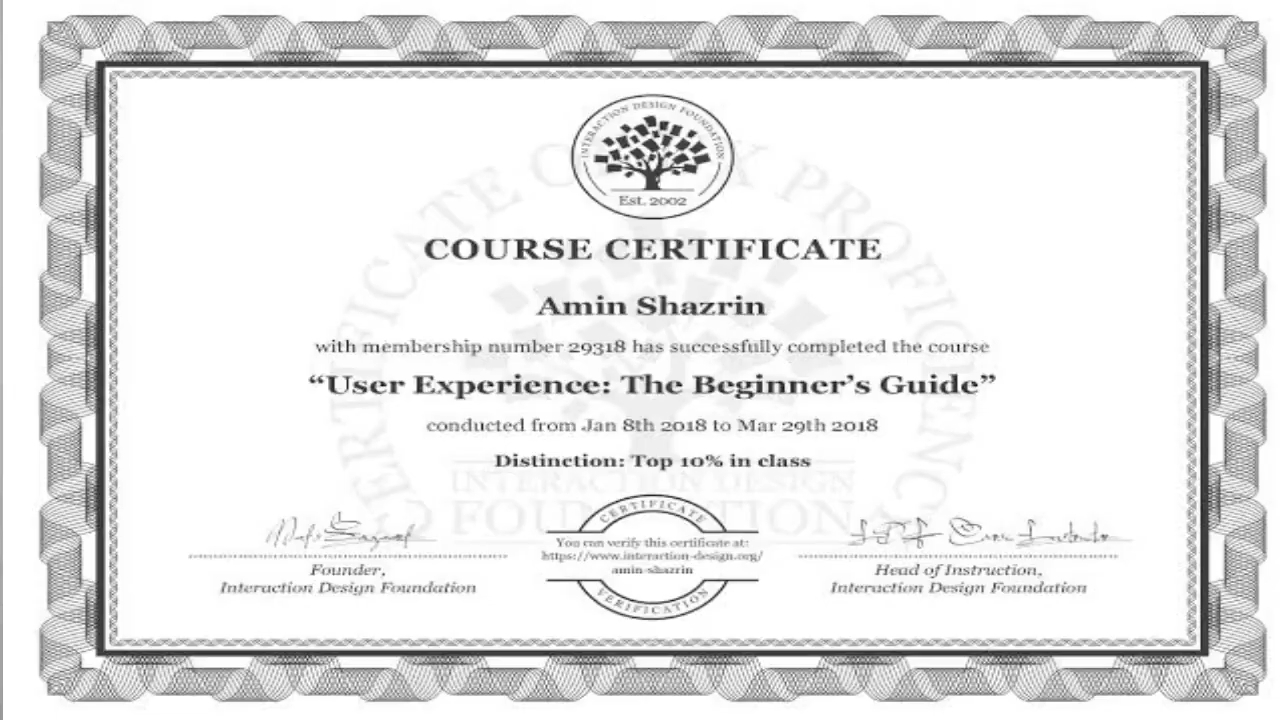 INTERACTION DESIGN FOUNDATION
Est. 2002
COURSE CERTIFICATE
Amin Shazrin
with membership number 29318 has successfully completed the course
“User Experience: The Beginner’s Guide”
conducted from Jan 8th 2018 to Mar 29th 2018
Distinction: Top 10% in class
INTERACTION DESIGN
FOUNDATION
CERTIFICATE
You can verify this certificate at:
https://www.interaction-design.org/
amin-shazrin
VERIFICATION
Founder,
Interaction Design Foundation
Head of Instruction,
Interaction Design Foundation